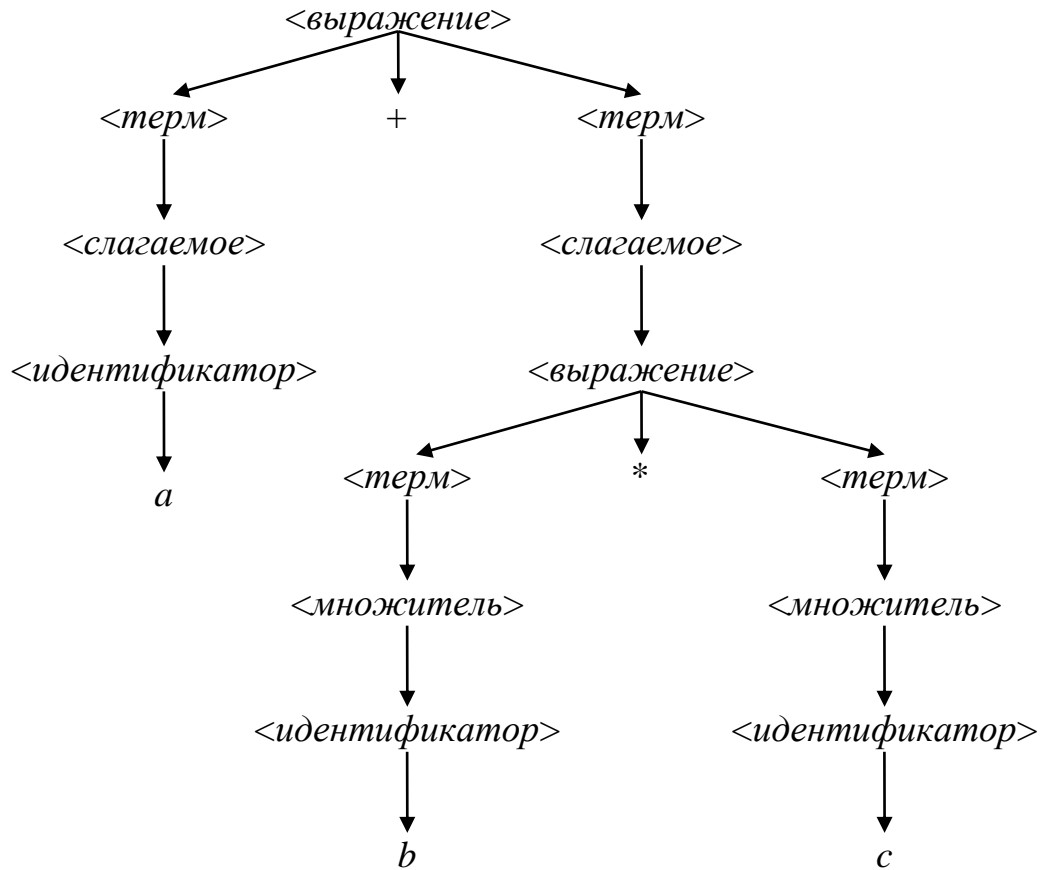 <выражение>
<терм> + <терм>
<слагаемое> <слагаемое>
<идентификатор> <выражение>
a <терм> * <терм>
<множитель> <множитель>
<идентификатор> <идентификатор>
b c